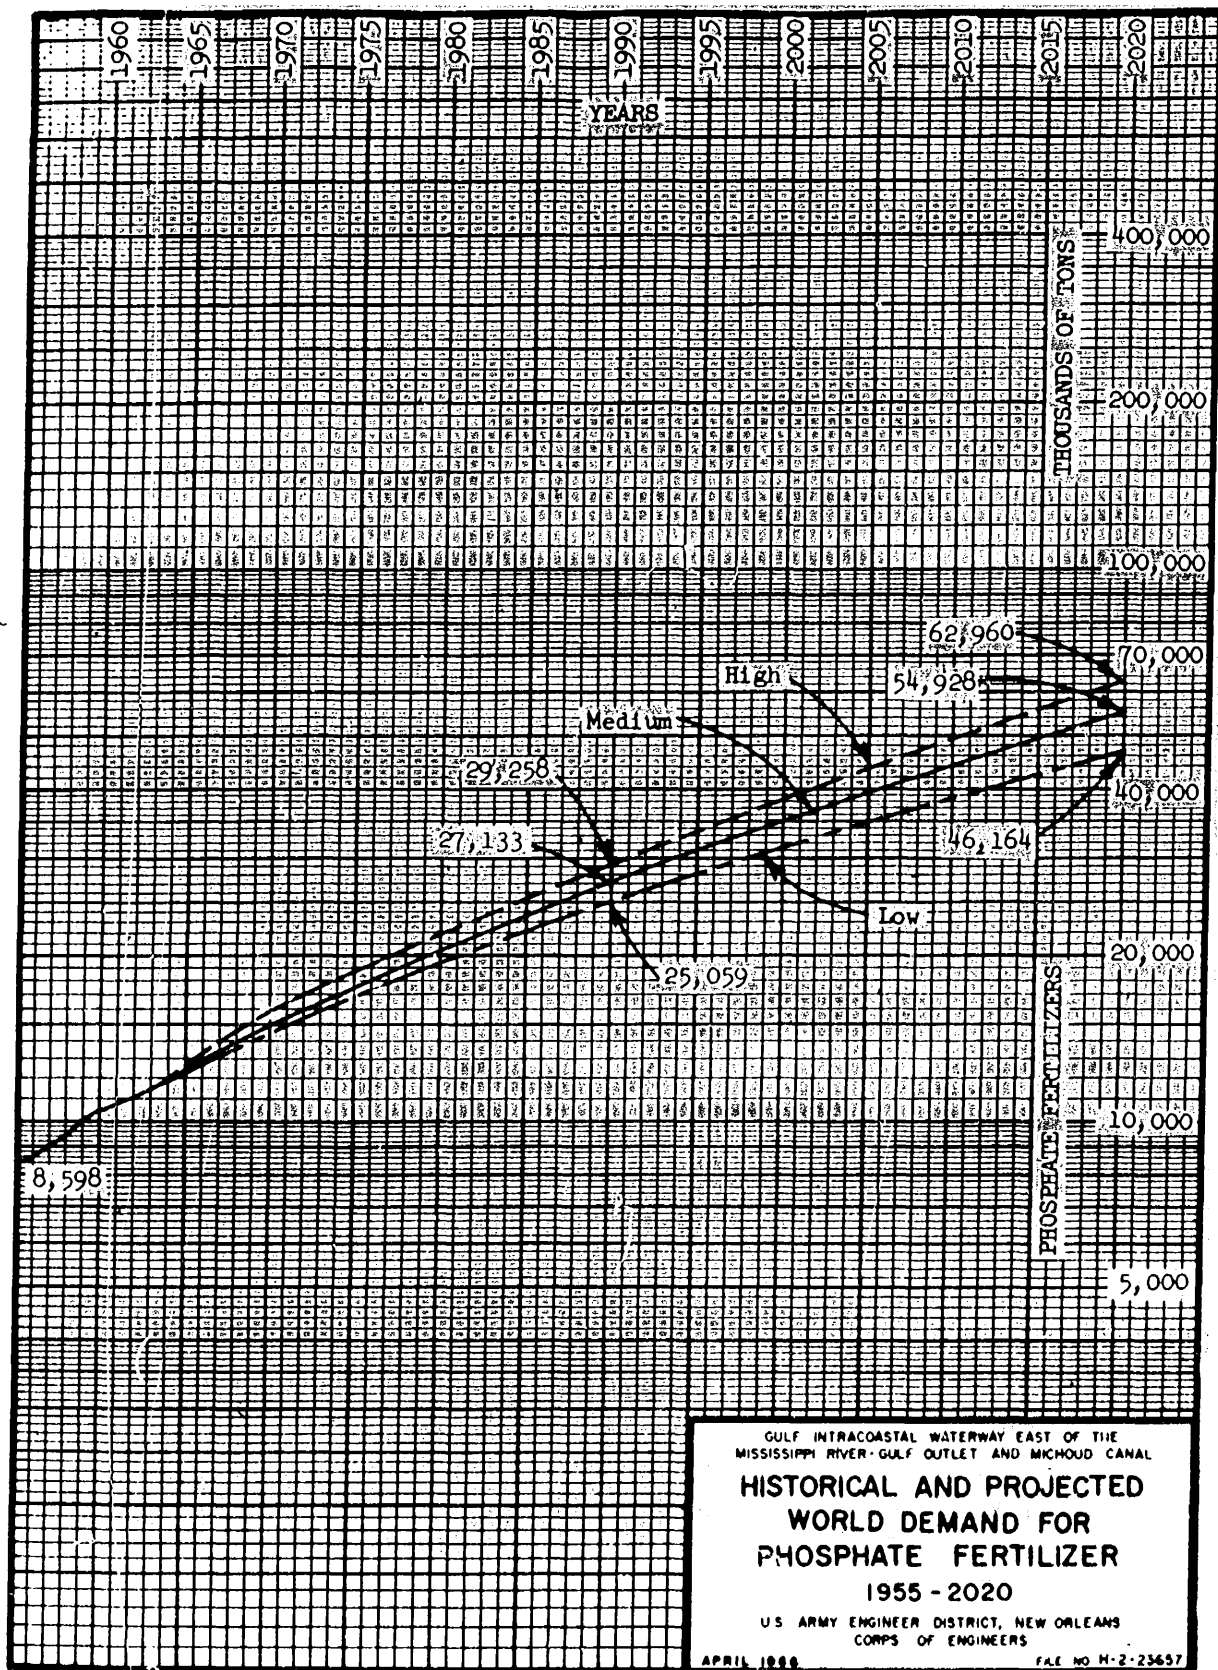 1960
1965
1970
1975
1980
1985
1990
1995
2000
2005
2010
2015
2020
YEARS
THOUSANDS OF TONS
400,000
200,000
100,000
70,000
40,000
20,000
10,000
5,000
62,960
54,928
High
Medium
29,258
27,133
46,164
Low
25,059
PHOSPHATE FERTILIZERS
8,598
GULF INTRACOASTAL WATERWAY EAST OF THE
MISSISSIPPI RIVER-GULF OUTLET AND MICHOUD CANAL
HISTORICAL AND PROJECTED
WORLD DEMAND FOR
PHOSPHATE FERTILIZER
1955 - 2020
U S ARMY ENGINEER DISTRICT, NEW ORLEANS
CORPS OF ENGINEERS
APRIL
FILE NO H-2-23657